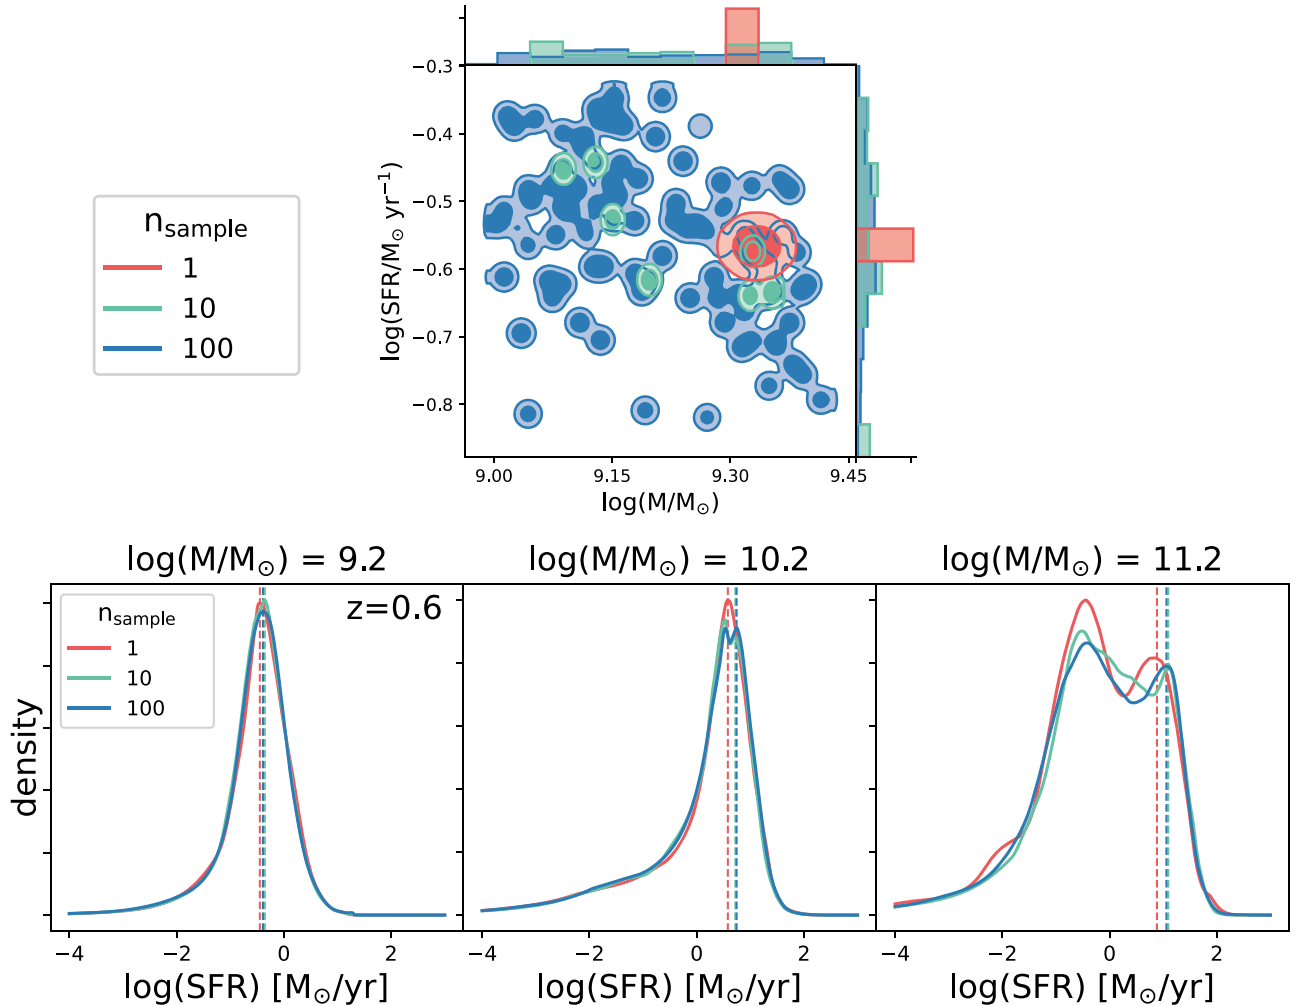 n_sample
1
10
100
log(SFR/M⊙ yr⁻¹)
−0.3
−0.4
−0.5
−0.6
−0.7
−0.8
9.00 9.15 9.30 9.45
log(M/M⊙)
log(M/M⊙) = 9.2 log(M/M⊙) = 10.2 log(M/M⊙) = 11.2
n_sample
1
10
100
z=0.6
density
−4 −2 0 2 −4 −2 0 2 −4 −2 0 2
log(SFR) [M⊙/yr] log(SFR) [M⊙/yr] log(SFR) [M⊙/yr]